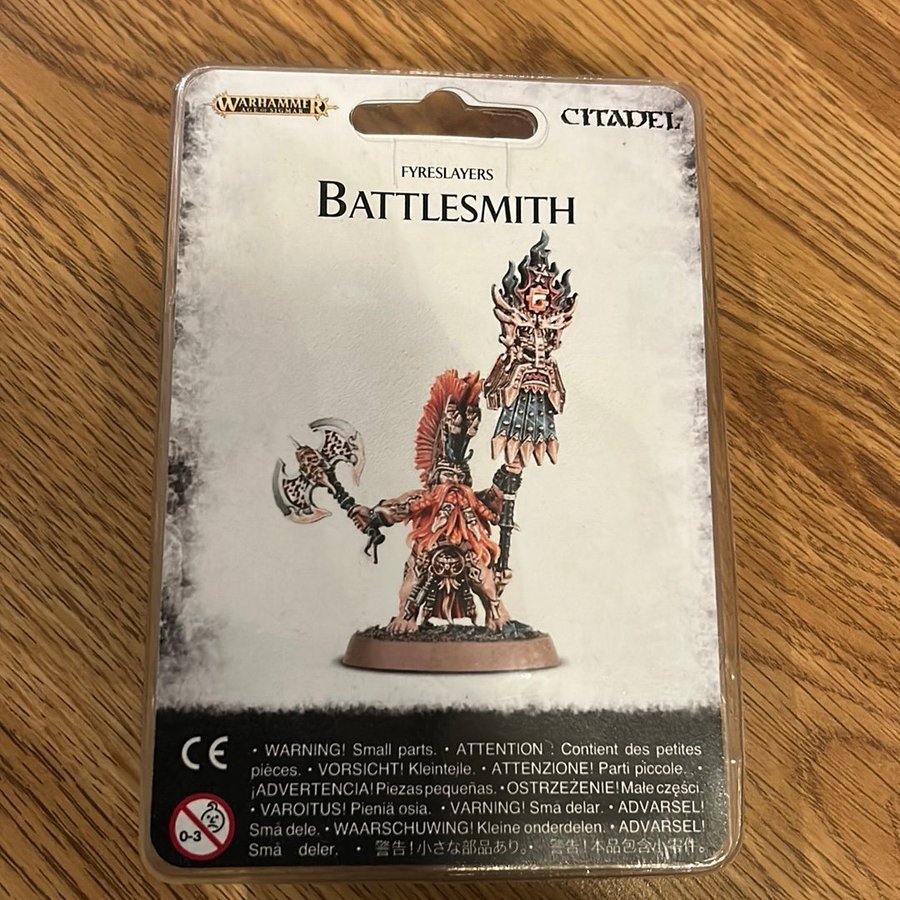 WARHAMMER
AGE OF SIGMAR
CITADEL
FYRESLAYERS
BATTLESMITH
CE
0-3
• WARNING! Small parts. • ATTENTION : Contient des petites
pièces. • VORSICHT! Kleinteile. • ATTENZIONE! Parti piccole. •
¡ADVERTENCIA! Piezas pequeñas. • OSTRZEŻENIE! Małe części.
• VAROITUS! Pieniä osia. • VARNING! Små delar. • ADVARSEL!
Små dele. • WAARSCHUWING! Kleine onderdelen. • ADVARSEL!
Små deler. • 警告!小さな部品あり。• 警告!本品包含小零件。